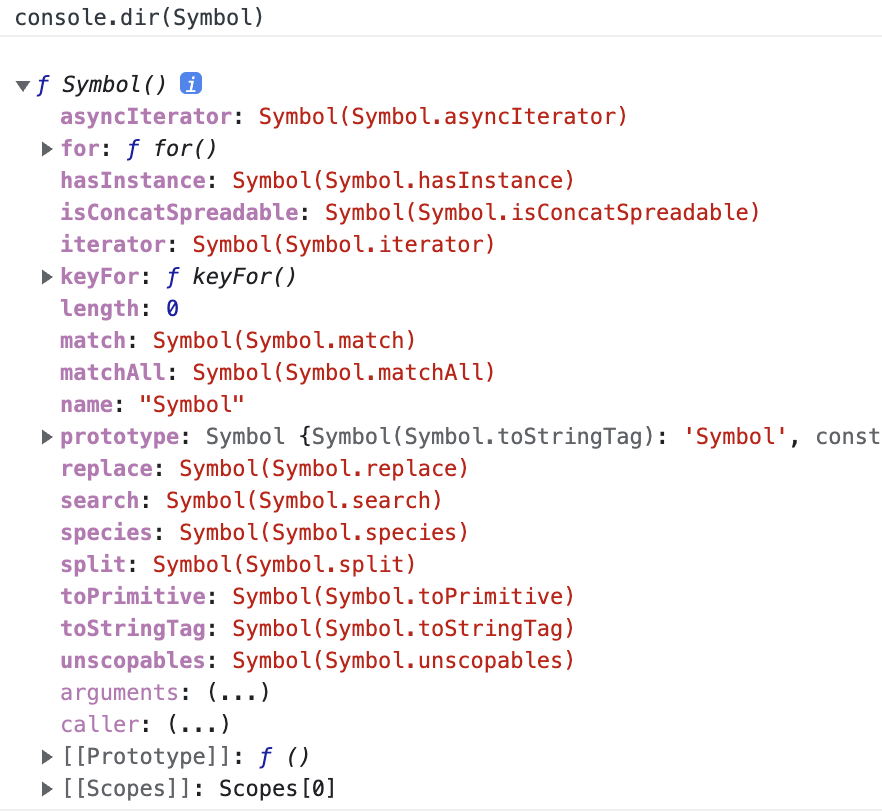 console.dir(Symbol)
ƒ Symbol() i
asyncIterator: Symbol(Symbol.asyncIterator)
for: ƒ for()
hasInstance: Symbol(Symbol.hasInstance)
isConcatSpreadable: Symbol(Symbol.isConcatSpreadable)
iterator: Symbol(Symbol.iterator)
keyFor: ƒ keyFor()
length: 0
match: Symbol(Symbol.match)
matchAll: Symbol(Symbol.matchAll)
name: "Symbol"
prototype: Symbol {Symbol(Symbol.toStringTag): 'Symbol', const
replace: Symbol(Symbol.replace)
search: Symbol(Symbol.search)
species: Symbol(Symbol.species)
split: Symbol(Symbol.split)
toPrimitive: Symbol(Symbol.toPrimitive)
toStringTag: Symbol(Symbol.toStringTag)
unscopables: Symbol(Symbol.unscopables)
arguments: (...)
caller: (...)
[[Prototype]]: ƒ ()
[[Scopes]]: Scopes[0]